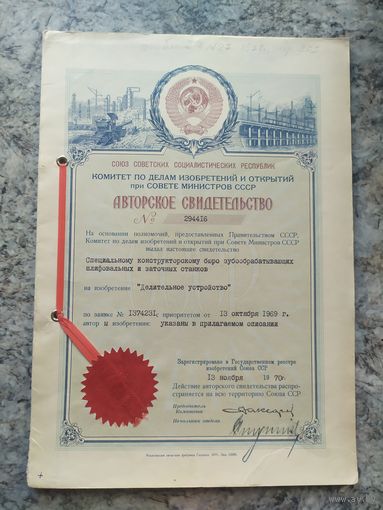 СОЮЗ СОВЕТСКИХ СОЦИАЛИСТИЧЕСКИХ РЕСПУБЛИК
КОМИТЕТ ПО ДЕЛАМ ИЗОБРЕТЕНИЙ И ОТКРЫТИЙ
при СОВЕТЕ МИНИСТРОВ СССР
АВТОРСКОЕ СВИДЕТЕЛЬСТВО
№ 294416
На основании полномочий, предоставленных Правительством СССР,
Комитет по делам изобретений и открытий при Совете Министров СССР
выдал настоящее свидетельство
Специальному конструкторскому бюро зубообрабатывающих
шлифовальных и заточных станков
на изобретение "Делительное устройство"
по заявке № 1374231 с приоритетом от 13 октября 1969 г.
автор ы изобретения: указаны в прилагаемом описании
Зарегистрировано в Государственном реестре
изобретений Союза ССР
13 ноября 1970г.
Действие авторского свидетельства распро-
страняется на всю территорию Союза ССР
Председатель
Комитета
Начальник отдела